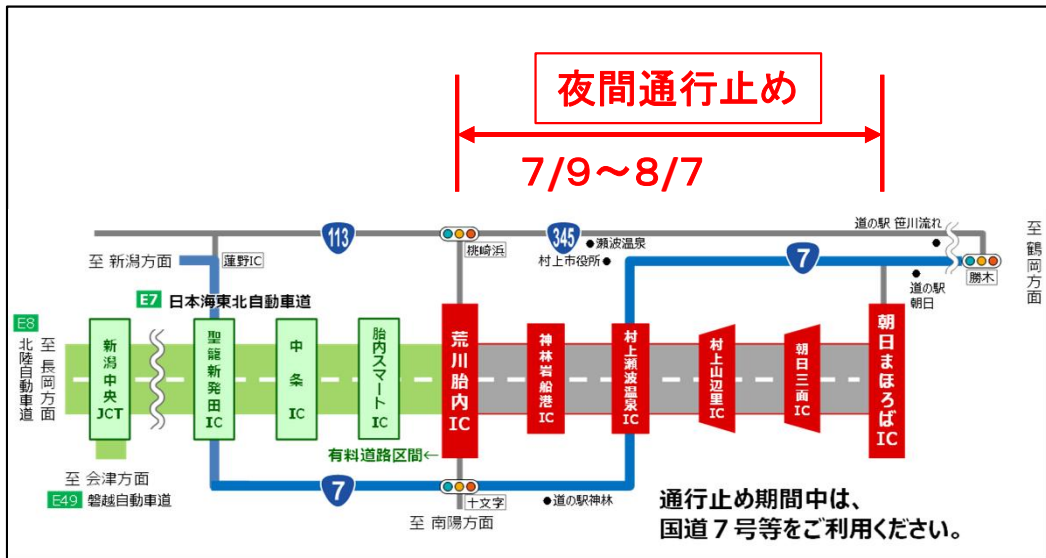 夜間通行止め
7/9～8/7
113
345
桃崎浜
瀬波温泉
村上市役所
道の駅 笹川流れ
至 鶴岡方面
至 新潟方面
蓮野IC
7
道の駅
朝日
勝木
E7 日本海東北自動車道
E8
北陸自動車道
至 長岡方面
新潟中央JCT
聖籠新発田IC
中条IC
胎内スマートIC
荒川胎内IC
神林岩船港IC
村上瀬波温泉IC
村上山辺里IC
朝日三面IC
朝日まほろばIC
有料道路区間←
至 会津方面
E49 磐越自動車道
7
十文字
道の駅神林
至 南陽方面
通行止め期間中は、
国道７号等をご利用ください。